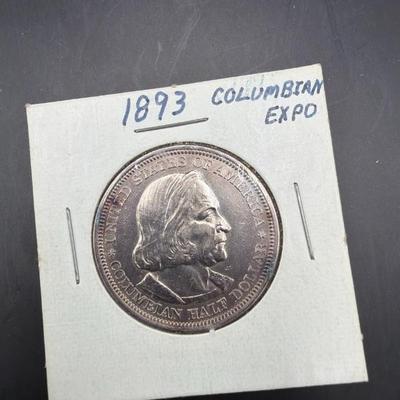 1893 COLUMBIAN
EXPO
UNITED STATES OF AMERICA
COLUMBIAN HALF DOLLAR